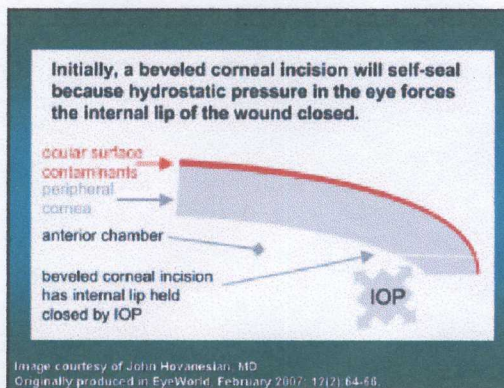 Initially, a beveled corneal incision will self-seal
because hydrostatic pressure in the eye forces
the internal lip of the wound closed.
ocular surface
contaminants
peripheral
cornea
anterior chamber
beveled corneal incision
has internal lip held
closed by IOP
IOP
Image courtesy of John Hovanesian, MD
Originally produced in EyeWorld, February 2007; 12(2):64-66.